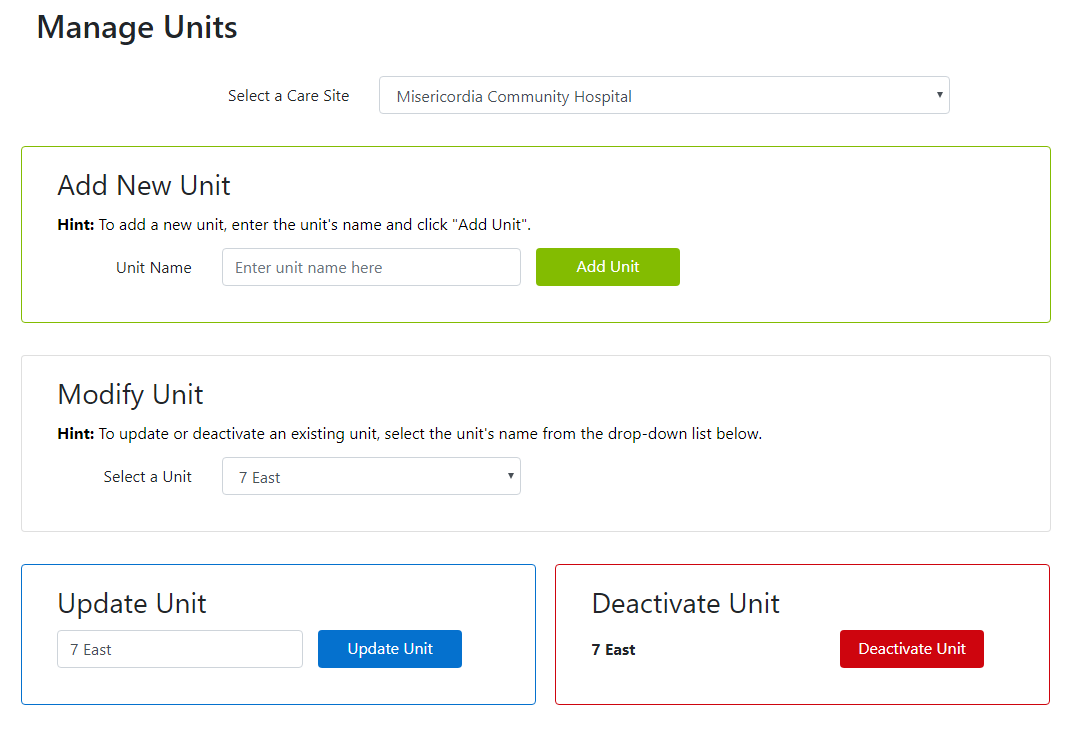 Manage Units
Select a Care Site
Misericordia Community Hospital
Add New Unit
Hint: To add a new unit, enter the unit's name and click "Add Unit".
Unit Name
Enter unit name here
Add Unit
Modify Unit
Hint: To update or deactivate an existing unit, select the unit's name from the drop-down list below.
Select a Unit
7 East
Update Unit
7 East
Update Unit
Deactivate Unit
7 East
Deactivate Unit